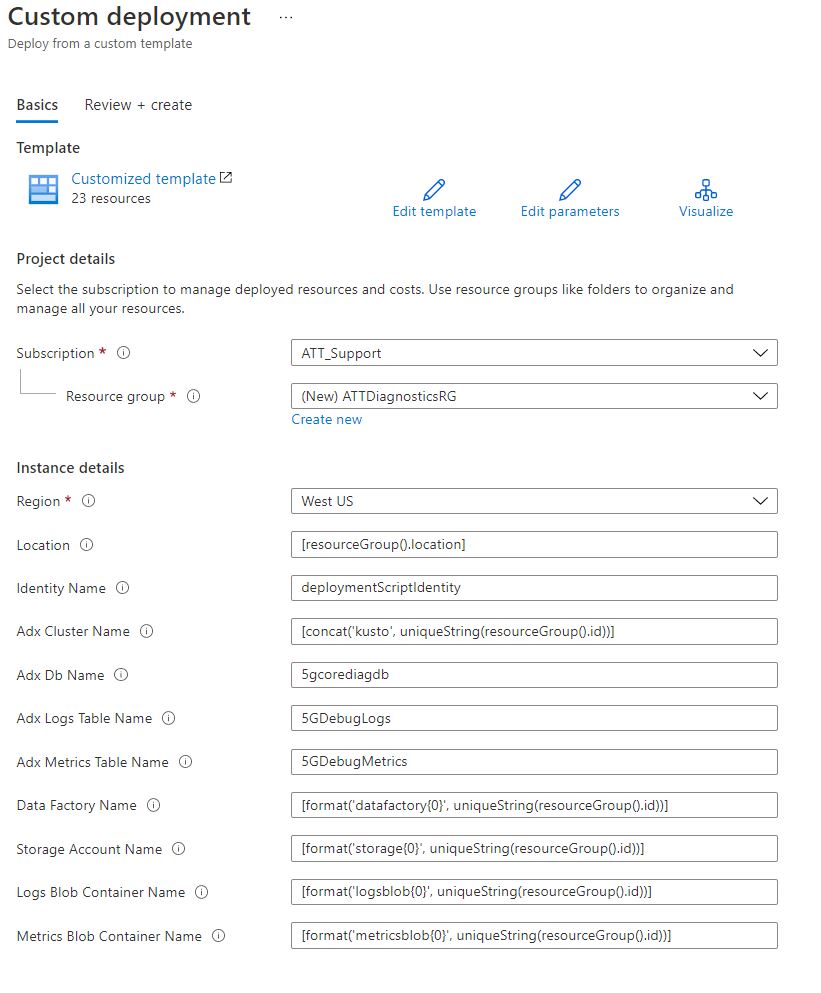 Custom deployment ...
Deploy from a custom template
Basics Review + create
Template
Customized template
23 resources
Edit template Edit parameters Visualize
Project details
Select the subscription to manage deployed resources and costs. Use resource groups like folders to organize and
manage all your resources.
Subscription * ATT_Support
Resource group * (New) ATTDiagnosticsRG
Create new
Instance details
Region * West US
Location [resourceGroup().location]
Identity Name deploymentScriptIdentity
Adx Cluster Name [concat('kusto', uniqueString(resourceGroup().id))]
Adx Db Name 5gcorediagdb
Adx Logs Table Name 5GDebugLogs
Adx Metrics Table Name 5GDebugMetrics
Data Factory Name [format('datafactory{0}', uniqueString(resourceGroup().id))]
Storage Account Name [format('storage{0}', uniqueString(resourceGroup().id))]
Logs Blob Container Name [format('logsblob{0}', uniqueString(resourceGroup().id))]
Metrics Blob Container Name [format('metricsblob{0}', uniqueString(resourceGroup().id))]